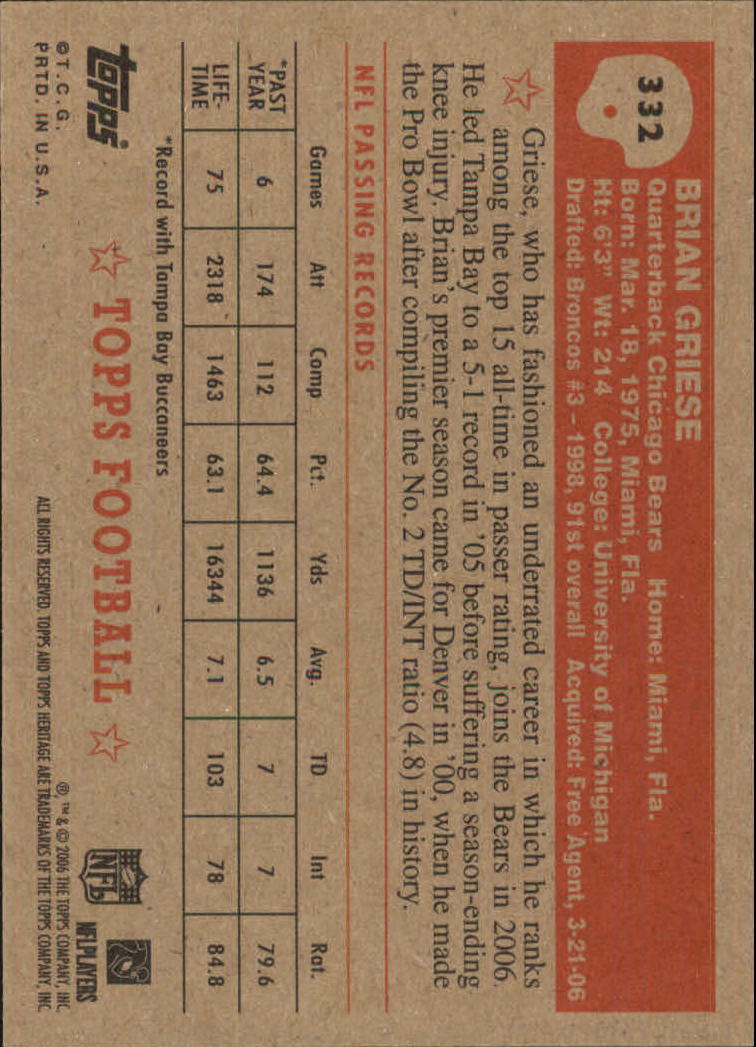 332
BRIAN GRIESE
Quarterback Chicago Bears Home: Miami, Fla.
Born: Mar. 18, 1975, Miami, Fla.
Ht: 6'3" Wt: 214 College: University of Michigan
Drafted: Broncos #3 - 1998, 91st overall Acquired: Free Agent, 3-21-06
Griese, who has fashioned an underrated career in which he ranks
among the top 15 all-time in passer rating, joins the Bears in 2006.
He led Tampa Bay to a 5-1 record in '05 before suffering a season-ending
knee injury. Brian's premier season came for Denver in '00, when he made
the Pro Bowl after compiling the No. 2 TD/INT ratio (4.8) in history.
NFL PASSING RECORDS
Games Att Comp Pct. Yds Avg. TD Int Rat.
*PAST YEAR 6 174 112 64.4 1136 6.5 7 7 79.6
LIFE-TIME 75 2318 1463 63.1 16344 7.1 103 78 84.8
*Record with Tampa Bay Buccaneers
topps
TOPPS FOOTBALL
NFL
NFLPLAYERS
©T.C.G.
PRTD. IN U.S.A.
®, ™ & © 2006 THE TOPPS COMPANY, INC.
ALL RIGHTS RESERVED. TOPPS AND TOPPS HERITAGE ARE TRADEMARKS OF THE TOPPS COMPANY, INC.